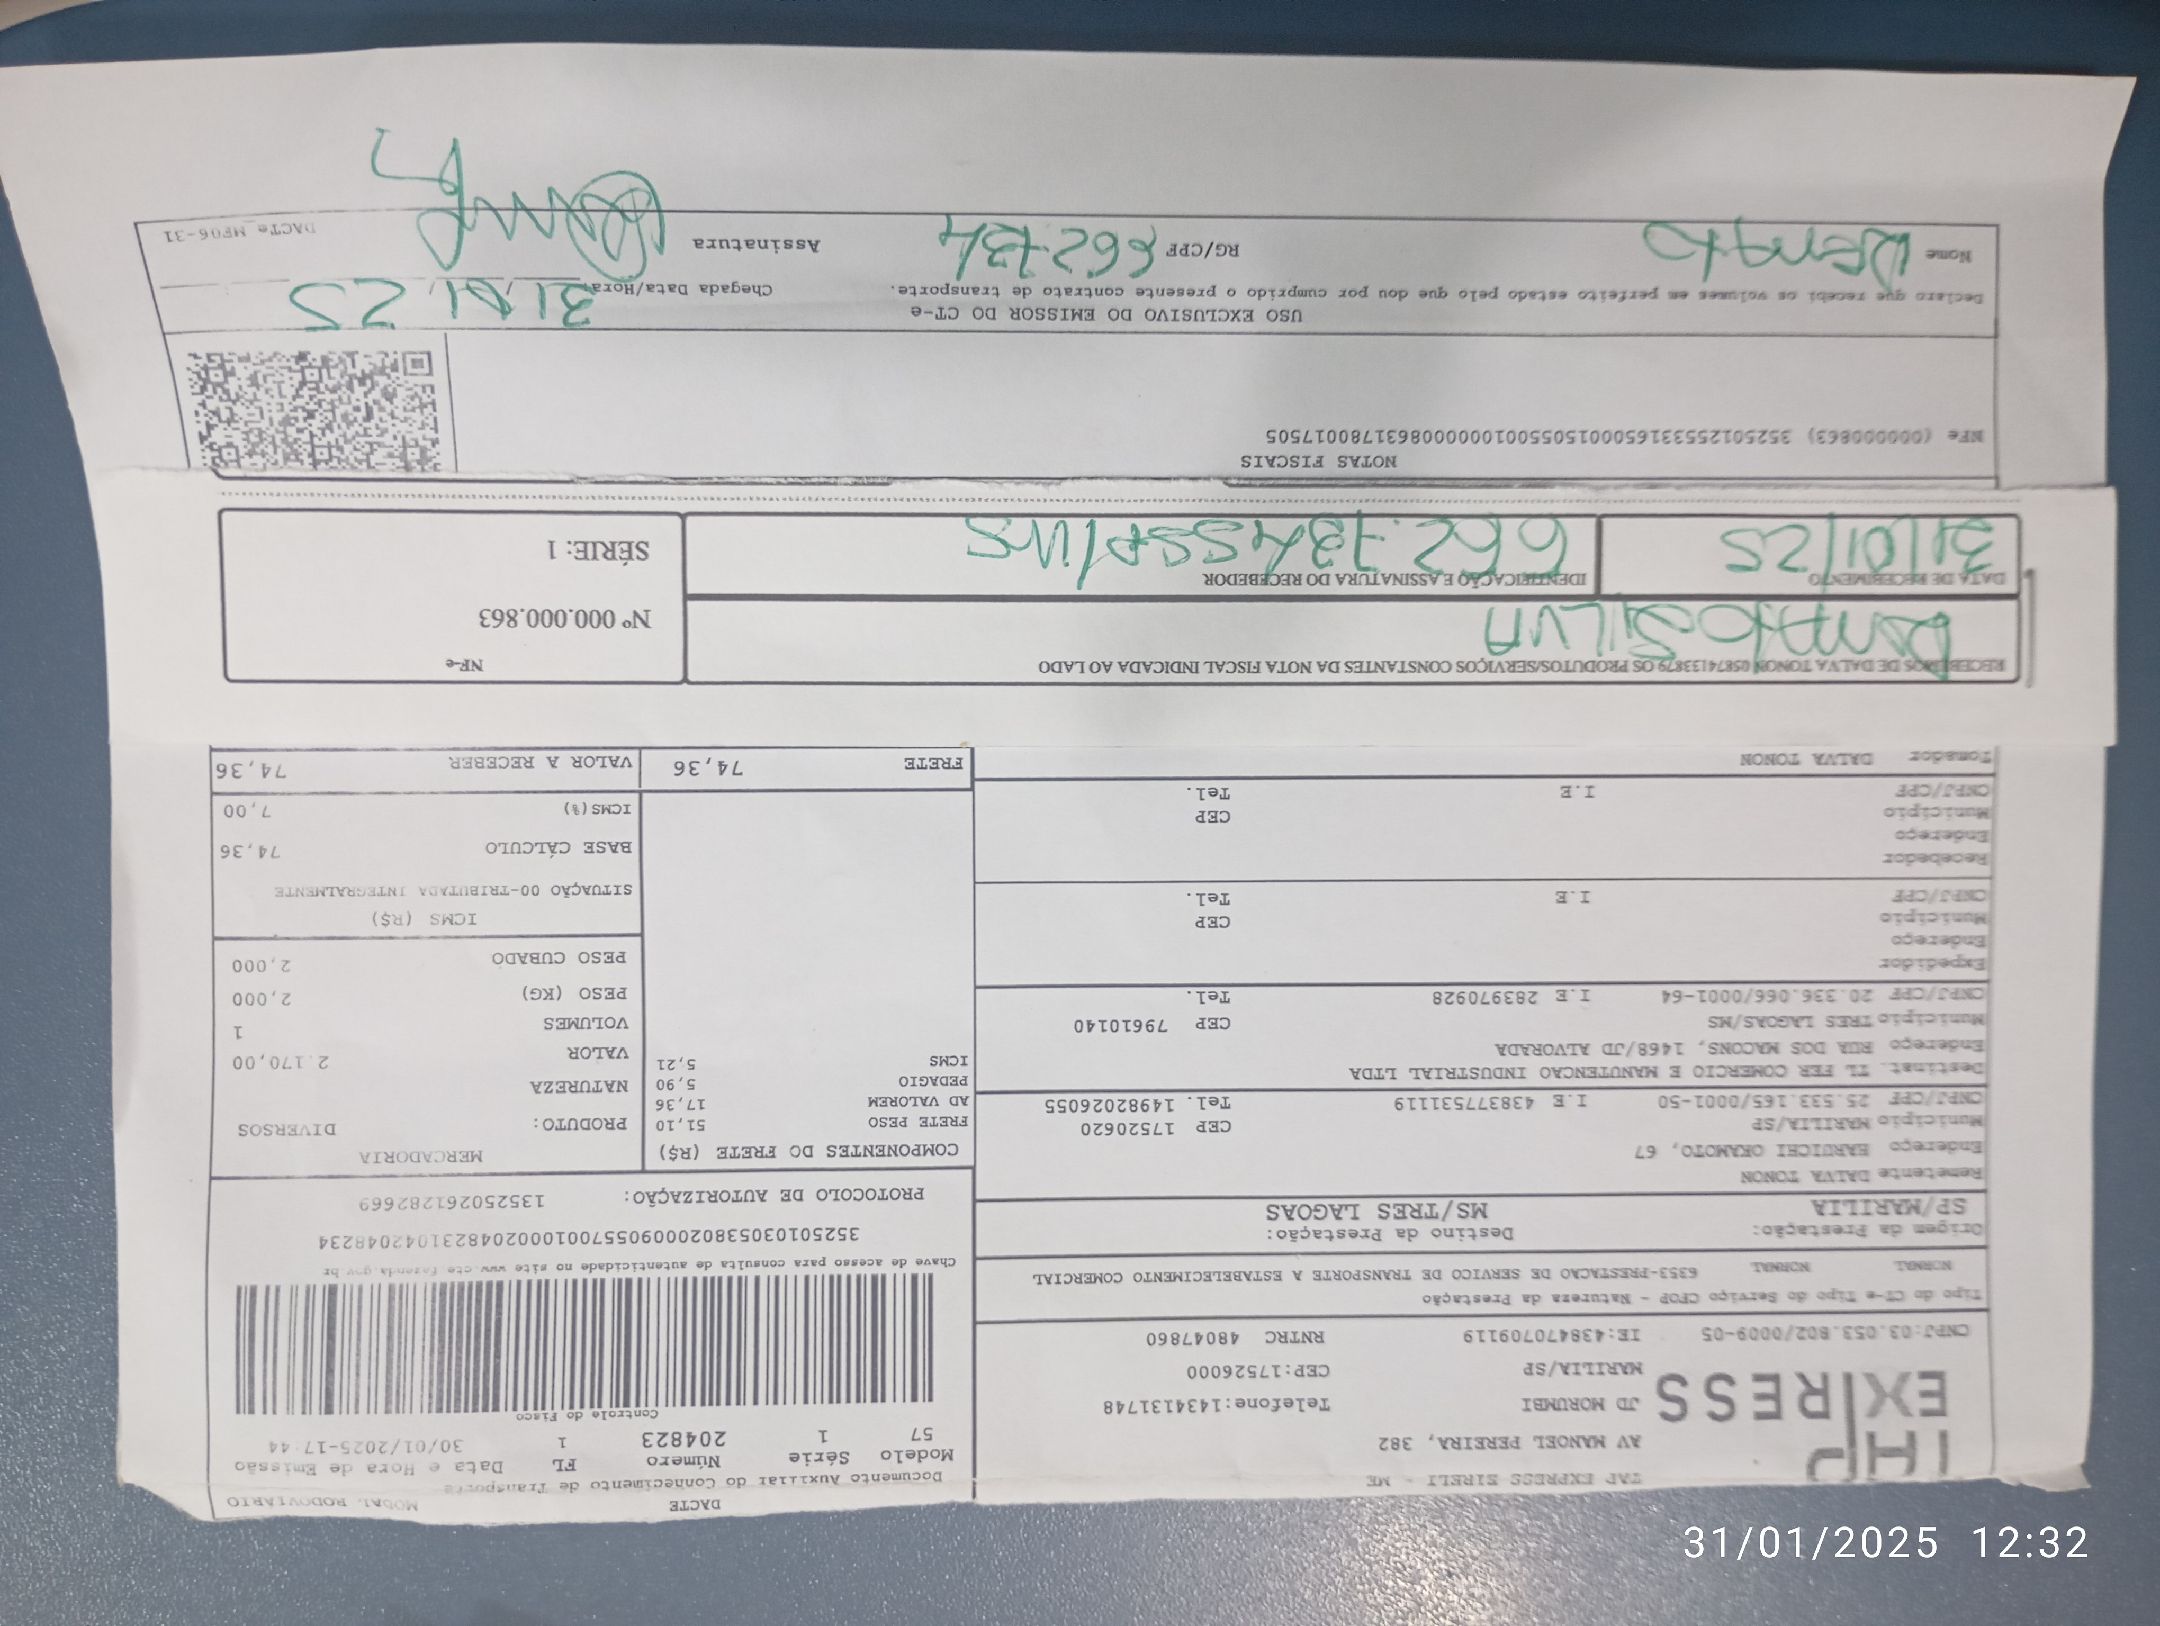 DACTE
MODAL RODOVIÁRIO
Documento Auxiliar do Conhecimento de Transporte
TAP EXPRESS EIRELI - ME
EXPRESS
AV MANOEL PEREIRA, 382
JD MORUMBI Telefone:1434131748
MARILIA/SP CEP:17526000
CNPJ:03.053.802/0009-05 IE:438470709119 RNTRC 48047860
Modelo Série Número FL Data e Hora de Emissão
57 1 204823 1 30/01/2025-17:44
Controle do Fisco
Chave de acesso para consulta de autenticidade no site www.cte.fazenda.gov.br
35250103053802000905570010002048231042048234
PROTOCOLO DE AUTORIZAÇÃO: 135250261282669
Tipo do CT-e Tipo do Serviço CFOP - Natureza da Prestação
NORMAL NORMAL 6353-PRESTACAO DE SERVICO DE TRANSPORTE A ESTABELECIMENTO COMERCIAL
Origem da Prestação: Destino da Prestação:
SP/MARILIA MS/TRES LAGOAS
Remetente DALVA TONON
Endereço HARUICHI OKAMOTO, 67
Município MARILIA/SP CEP 17520620
CNPJ/CPF 25.533.165/0001-50 I.E 438377531119 Tel. 14982026055
Destinat. TL FER COMERCIO E MANUTENCAO INDUSTRIAL LTDA
Endereço RUA DOS MACONS, 1468/JD ALVORADA
Município TRES LAGOAS/MS CEP 79610140
CNPJ/CPF 20.336.066/0001-64 I.E 283970928 Tel.
Expedidor
Endereço
Município CEP
CNPJ/CPF I.E Tel.
Recebedor
Endereço
Município CEP
CNPJ/CPF I.E Tel.
Tomador DALVA TONON
COMPONENTES DO FRETE (R$)
FRETE PESO 51,10
AD VALOREM 17,36
PEDAGIO 5,90
ICMS 5,21
FRETE 74,36
MERCADORIA
PRODUTO: DIVERSOS
NATUREZA
VALOR 2.170,00
VOLUMES 1
PESO (KG) 2,000
PESO CUBADO 2,000
ICMS (R$)
SITUAÇÃO 00-TRIBUTADA INTEGRALMENTE
BASE CÁLCULO 74,36
ICMS(%) 7,00
VALOR A RECEBER 74,36
RECEBEMOS DE DALVA TONON 05874133879 OS PRODUTOS/SERVIÇOS CONSTANTES DA NOTA FISCAL INDICADA AO LADO
SILVA
DATA DE RECEBIMENTO
31/01/25
IDENTIFICAÇÃO E ASSINATURA DO RECEBEDOR
662.734 SSP/MS
NF-e
Nº 000.000.863
SÉRIE: 1
NOTAS FISCAIS
NFe (000000863) 35250125533165000150550010000008631780017505
USO EXCLUSIVO DO EMISSOR DO CT-e
Declaro que recebi os volumes em perfeito estado pelo que dou por cumprido o presente contrato de transporte.
Chegada Data/Hora 31/01/25
Nome
RG/CPF 662734
Assinatura
DACTe MF06-31
31/01/2025 12:32